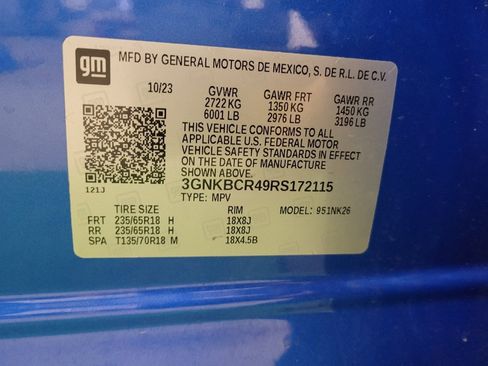 gm
MFD BY GENERAL MOTORS DE MEXICO, S. DE R.L. DE C.V.
10/23 GVWR GAWR FRT GAWR RR
2722 KG 1350 KG 1450 KG
6001 LB 2976 LB 3196 LB
THIS VEHICLE CONFORMS TO ALL
APPLICABLE U.S. FEDERAL MOTOR
VEHICLE SAFETY STANDARDS IN EFFECT
ON THE DATE OF MANUFACTURE
SHOWN ABOVE.
3GNKBCR49RS172115
121J TYPE: MPV
TIRE SIZE RIM MODEL: 951NK26
FRT 235/65R18 H 18X8J
RR 235/65R18 H 18X8J
SPA T135/70R18 M 18X4.5B